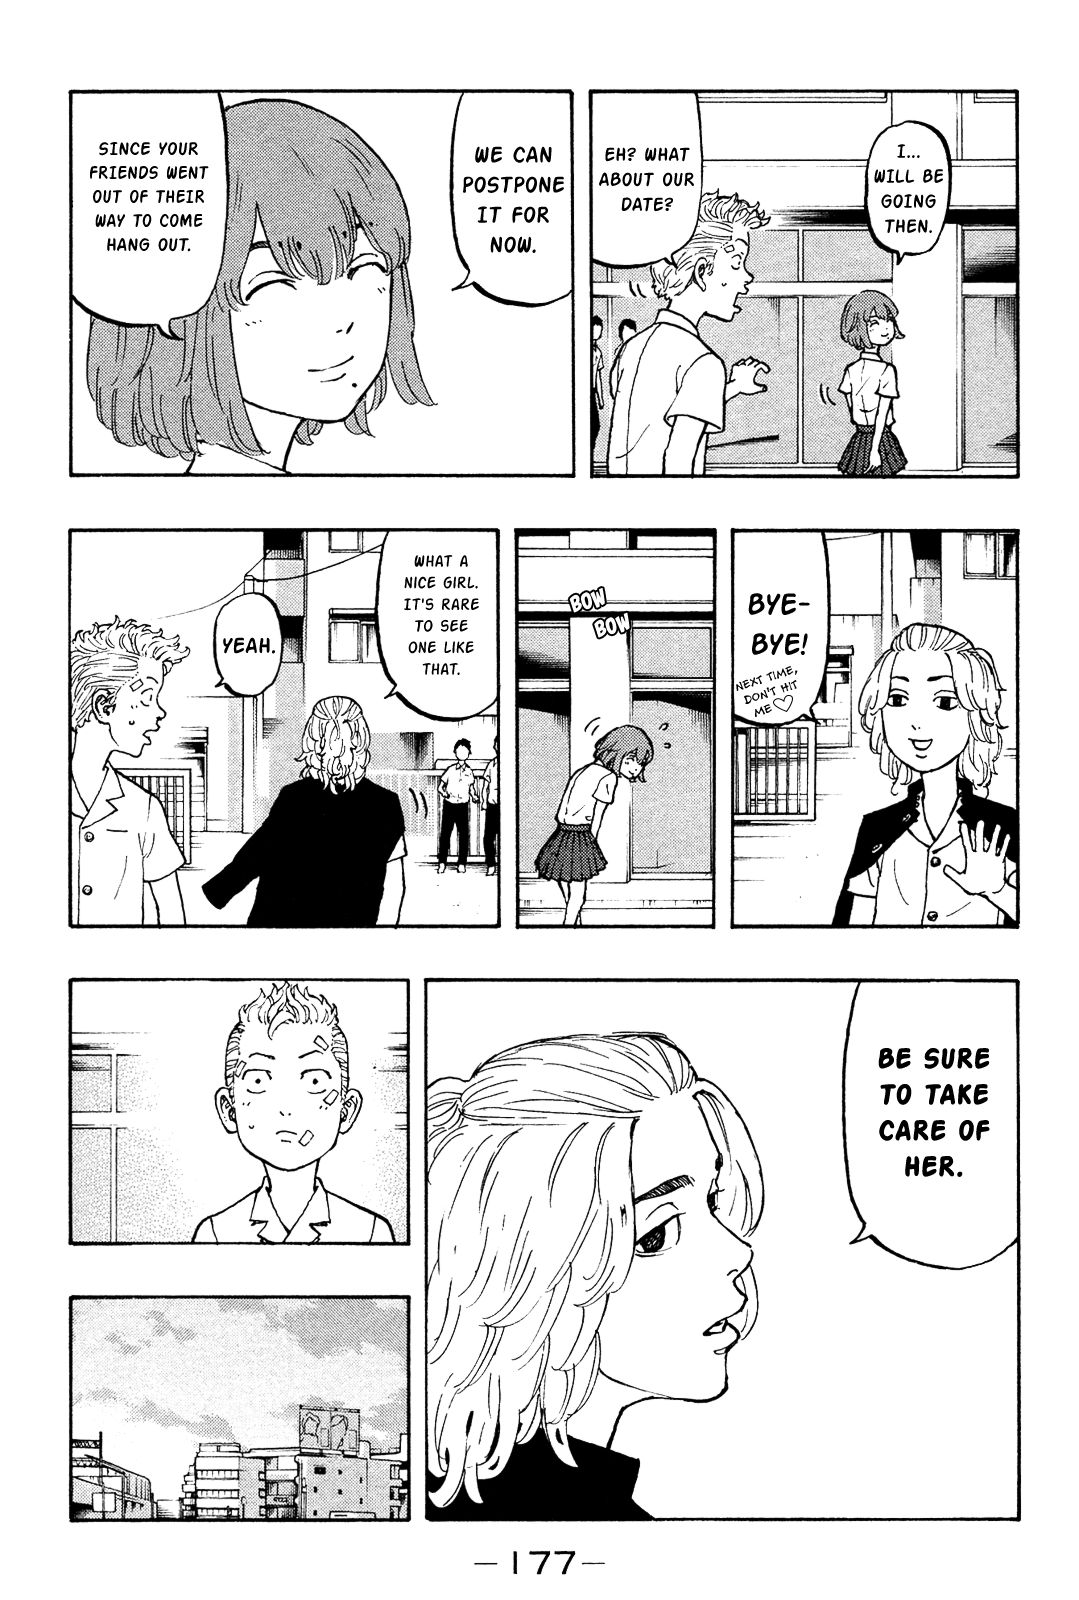 I...
WILL BE
GOING
THEN.
EH? WHAT
ABOUT OUR
DATE?
WE CAN
POSTPONE
IT FOR
NOW.
SINCE YOUR
FRIENDS WENT
OUT OF THEIR
WAY TO COME
HANG OUT.
BYE-
BYE!
NEXT TIME,
DON'T HIT
ME♡
BOW
BOW
WHAT A
NICE GIRL.
IT'S RARE
TO SEE
ONE LIKE
THAT.
YEAH.
BE SURE
TO TAKE
CARE OF
HER.
—177—